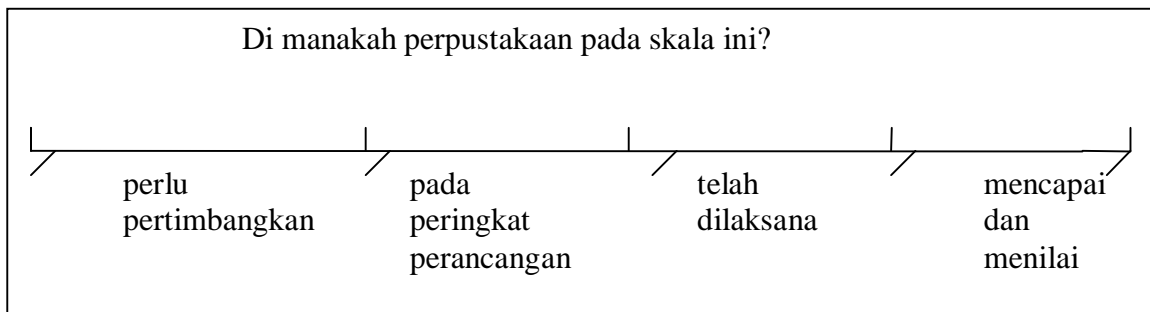 Di manakah perpustakaan pada skala ini?
perlu
pertimbangkan
pada
peringkat
perancangan
telah
dilaksana
mencapai
dan
menilai